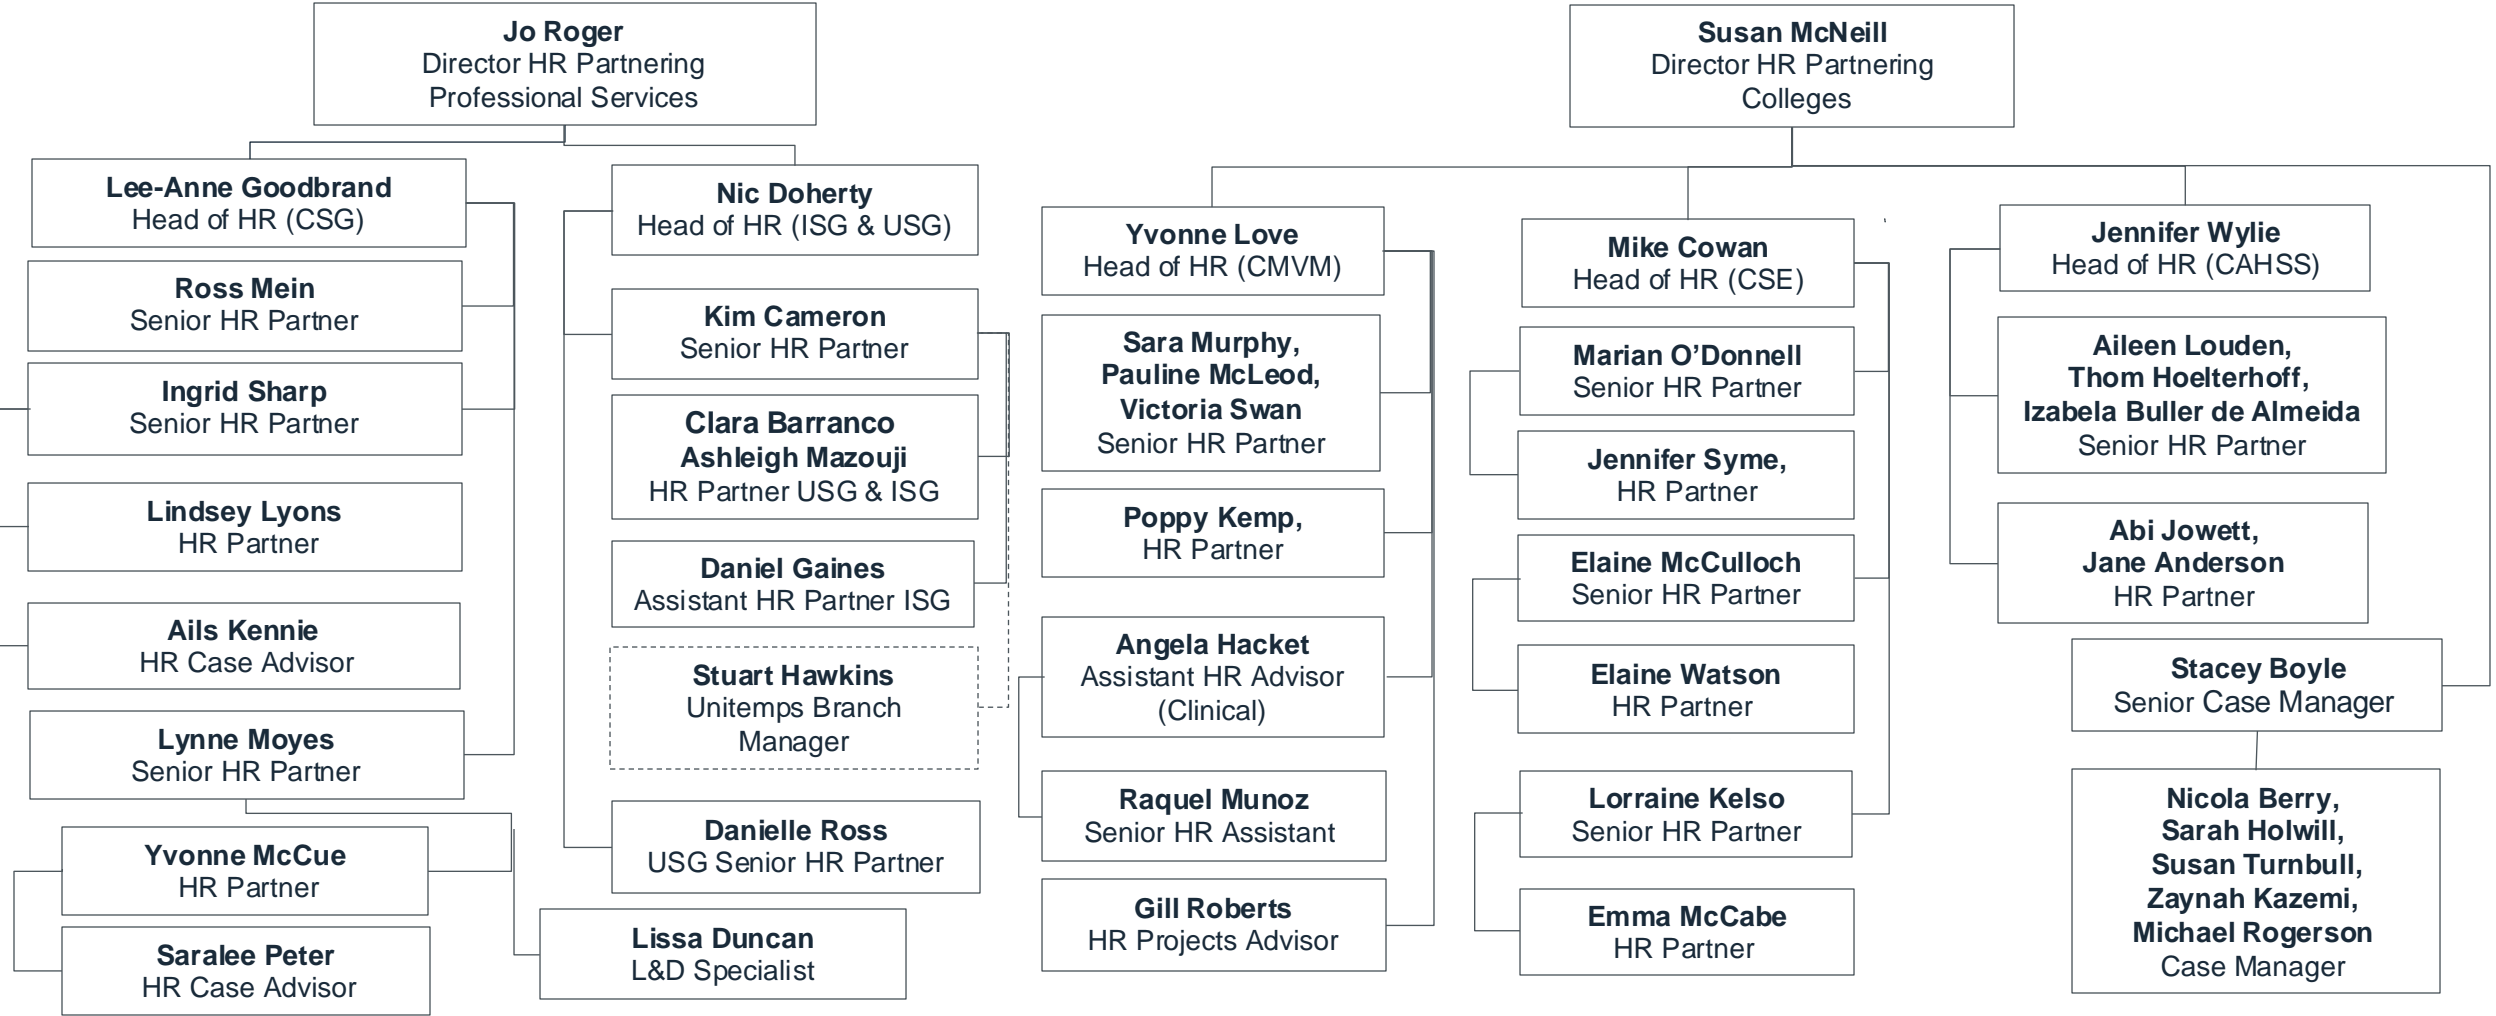 Jo Roger
Director HR Partnering
Professional Services
Lee-Anne Goodbrand
Head of HR (CSG)
Ross Mein
Senior HR Partner
Ingrid Sharp
Senior HR Partner
Lindsey Lyons
HR Partner
Ails Kennie
HR Case Advisor
Lynne Moyes
Senior HR Partner
Yvonne McCue
HR Partner
Saralee Peter
HR Case Advisor
Lissa Duncan
L&D Specialist
Nic Doherty
Head of HR (ISG & USG)
Kim Cameron
Senior HR Partner
Clara Barranco
Ashleigh Mazouji
HR Partner USG & ISG
Daniel Gaines
Assistant HR Partner ISG
Stuart Hawkins
Unitemps Branch
Manager
Danielle Ross
USG Senior HR Partner
Susan McNeill
Director HR Partnering
Colleges
Yvonne Love
Head of HR (CMVM)
Sara Murphy,
Pauline McLeod,
Victoria Swan
Senior HR Partner
Poppy Kemp,
HR Partner
Angela Hacket
Assistant HR Advisor
(Clinical)
Raquel Munoz
Senior HR Assistant
Gill Roberts
HR Projects Advisor
Mike Cowan
Head of HR (CSE)
Marian O’Donnell
Senior HR Partner
Jennifer Syme,
HR Partner
Elaine McCulloch
Senior HR Partner
Elaine Watson
HR Partner
Lorraine Kelso
Senior HR Partner
Emma McCabe
HR Partner
Jennifer Wylie
Head of HR (CAHSS)
Aileen Louden,
Thom Hoelterhoff,
Izabela Buller de Almeida
Senior HR Partner
Abi Jowett,
Jane Anderson
HR Partner
Stacey Boyle
Senior Case Manager
Nicola Berry,
Sarah Holwill,
Susan Turnbull,
Zaynah Kazemi,
Michael Rogerson
Case Manager